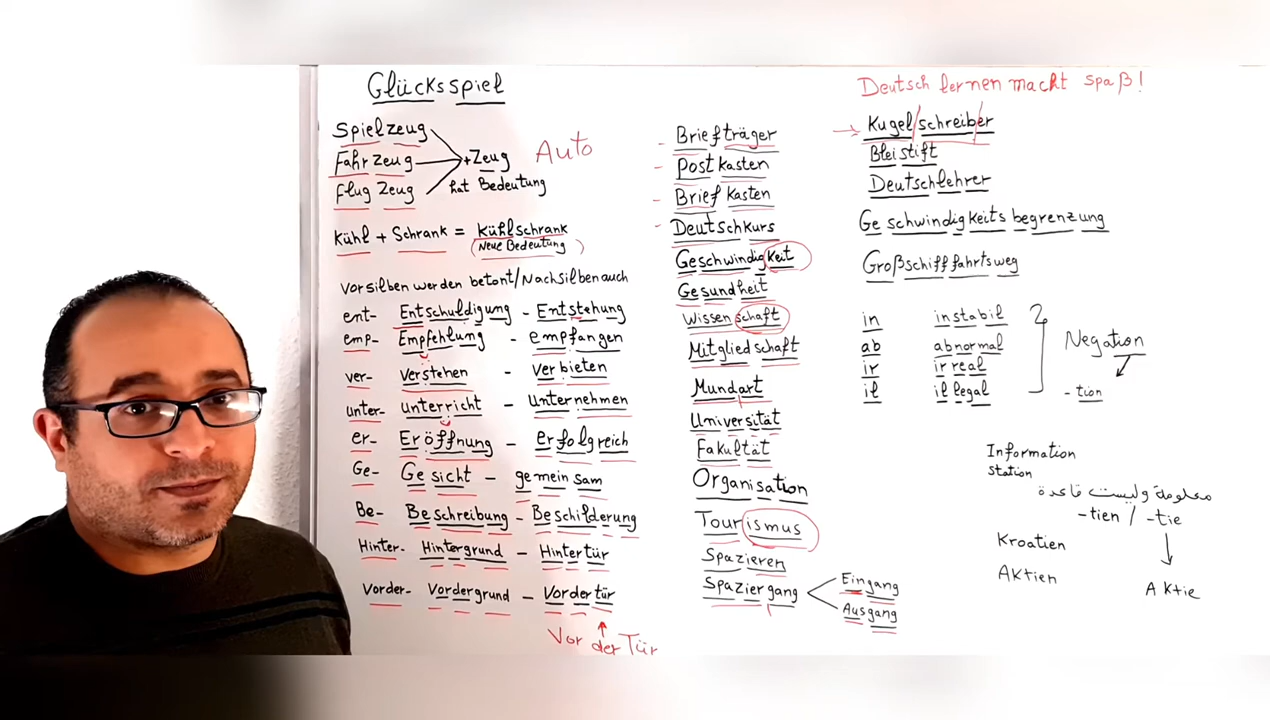 Glücksspiel
Spielzeug
Fahrzeug
Flugzeug
+Zeug
hat Bedeutung
Auto
Kühl + Schrank = Kühlschrank
(Neue Bedeutung)
Vorsilben werden betont/Nachsilben auch
ent- Entschuldigung - Entstehung
emp- Empfehlung - empfangen
ver- verstehen - verbieten
unter- unterricht - Unternehmen
er- Eröffnung - erfolgreich
Ge- Gesicht - gemeinsam
Be- Beschreibung - Beschilderung
Hinter- Hintergrund - Hintertür
Vorder- Vordergrund - Vordertür
Vor der Tür
- Briefträger
- Postkasten
- Briefkasten
- Deutschkurs
Geschwindigkeit
Gesundheit
Wissenschaft
Mitgliedschaft
Mundart
Universität
Fakultät
Organisation
Tourismus
Spazieren
Spaziergang
Eingang
Ausgang
Deutsch lernen macht Spaß!
Kugel/schreib/er
Bleistift
Deutschlehrer
Geschwindigkeitsbegrenzung
Großschifffahrtsweg
in instabil
ab abnormal
ir irreal
il illegal
Negation
-tion
Information
Station
معلومة وليست قاعدة
-tien / -tie
Kroatien
Aktien
Aktie